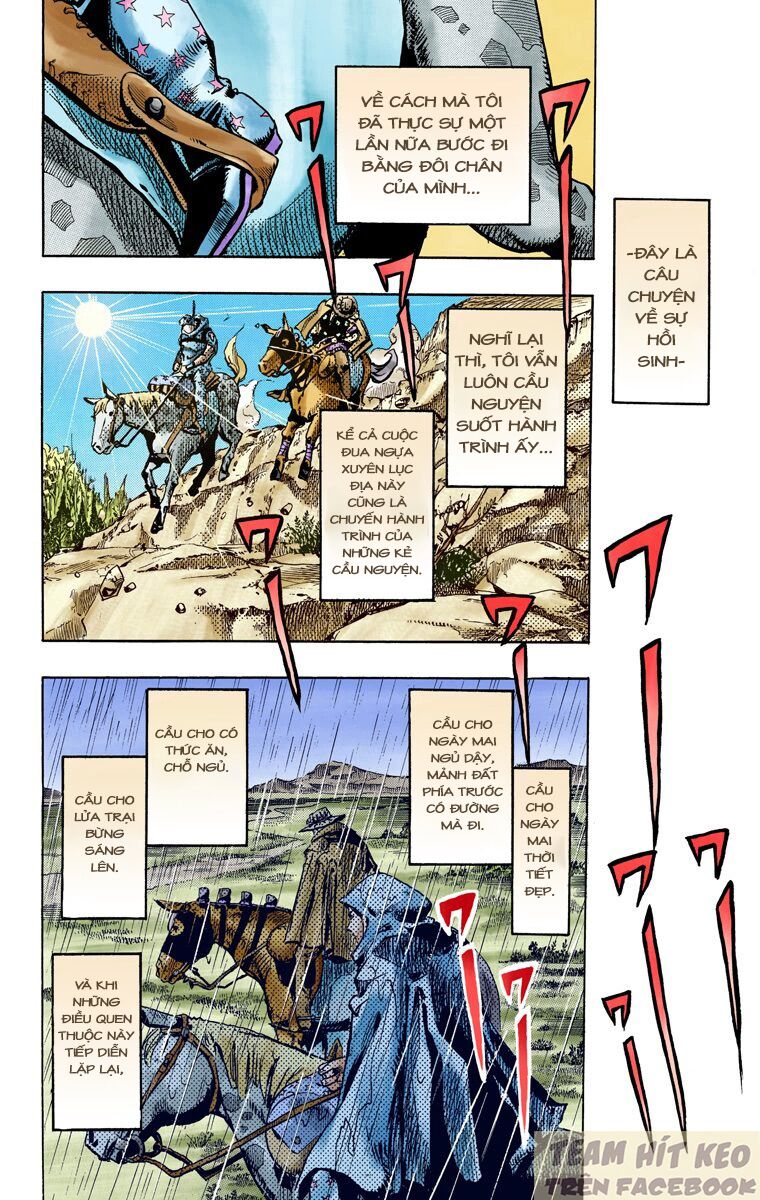 VỀ CÁCH MÀ TÔI
ĐÃ THỰC SỰ MỘT
LẦN NỮA BƯỚC ĐI
BẰNG ĐÔI CHÂN
CỦA MÌNH...
-ĐÂY LÀ
CÂU
CHUYỆN
VỀ SỰ
HỒI
SINH-
NGHĨ LẠI
THÌ, TÔI VẪN
LUÔN CẦU
NGUYỆN
SUỐT HÀNH
TRÌNH ẤY...
KỂ CẢ CUỘC
ĐUA NGỰA
XUYÊN LỤC
ĐỊA NÀY
CŨNG LÀ
CHUYẾN HÀNH
TRÌNH CỦA
NHỮNG KẺ
CẦU NGUYỆN.
CẦU
CHO
NGÀY
MAI
THỜI
TIẾT
ĐẸP.
CẦU CHO
NGÀY MAI
NGỦ DẬY,
MẢNH ĐẤT
PHÍA TRƯỚC
CÓ ĐƯỜNG
MÀ ĐI.
CẦU CHO CÓ
THỨC ĂN,
CHỖ NGỦ.
CẦU CHO
LỬA TRẠI
BỪNG
SÁNG
LÊN.
VÀ KHI
NHỮNG
ĐIỀU QUEN
THUỘC NÀY
TIẾP DIỄN
LẶP LẠI,
TEAM HÍT KEO
TRÊN FACEBOOK